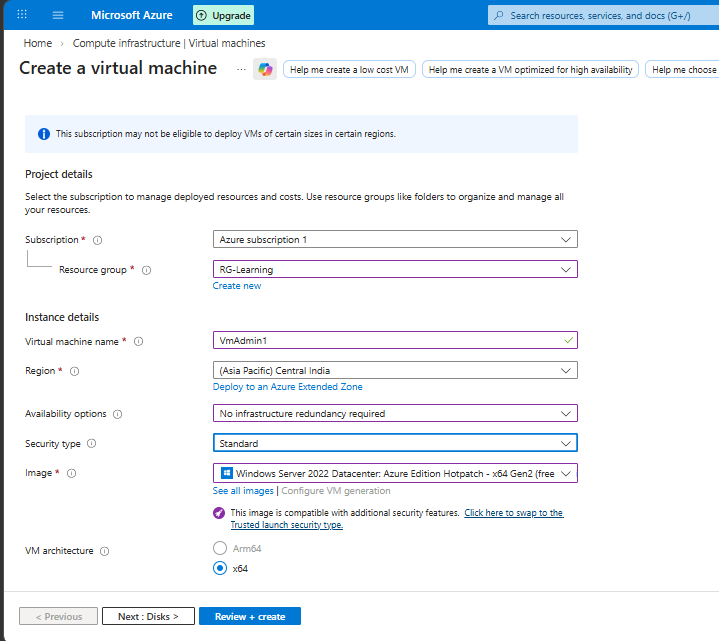 Microsoft Azure
Upgrade
Search resources, services, and docs (G+/)
Home > Compute infrastructure | Virtual machines
Create a virtual machine ...
Help me create a low cost VM
Help me create a VM optimized for high availability
Help me choose
This subscription may not be eligible to deploy VMs of certain sizes in certain regions.
Project details
Select the subscription to manage deployed resources and costs. Use resource groups like folders to organize and manage all
your resources.
Subscription *
Azure subscription 1
Resource group *
RG-Learning
Create new
Instance details
Virtual machine name *
VmAdmin1
Region *
(Asia Pacific) Central India
Deploy to an Azure Extended Zone
Availability options
No infrastructure redundancy required
Security type
Standard
Image *
Windows Server 2022 Datacenter: Azure Edition Hotpatch - x64 Gen2 (free
See all images | Configure VM generation
This image is compatible with additional security features. Click here to swap to the
Trusted launch security type.
VM architecture
Arm64
x64
< Previous
Next : Disks >
Review + create